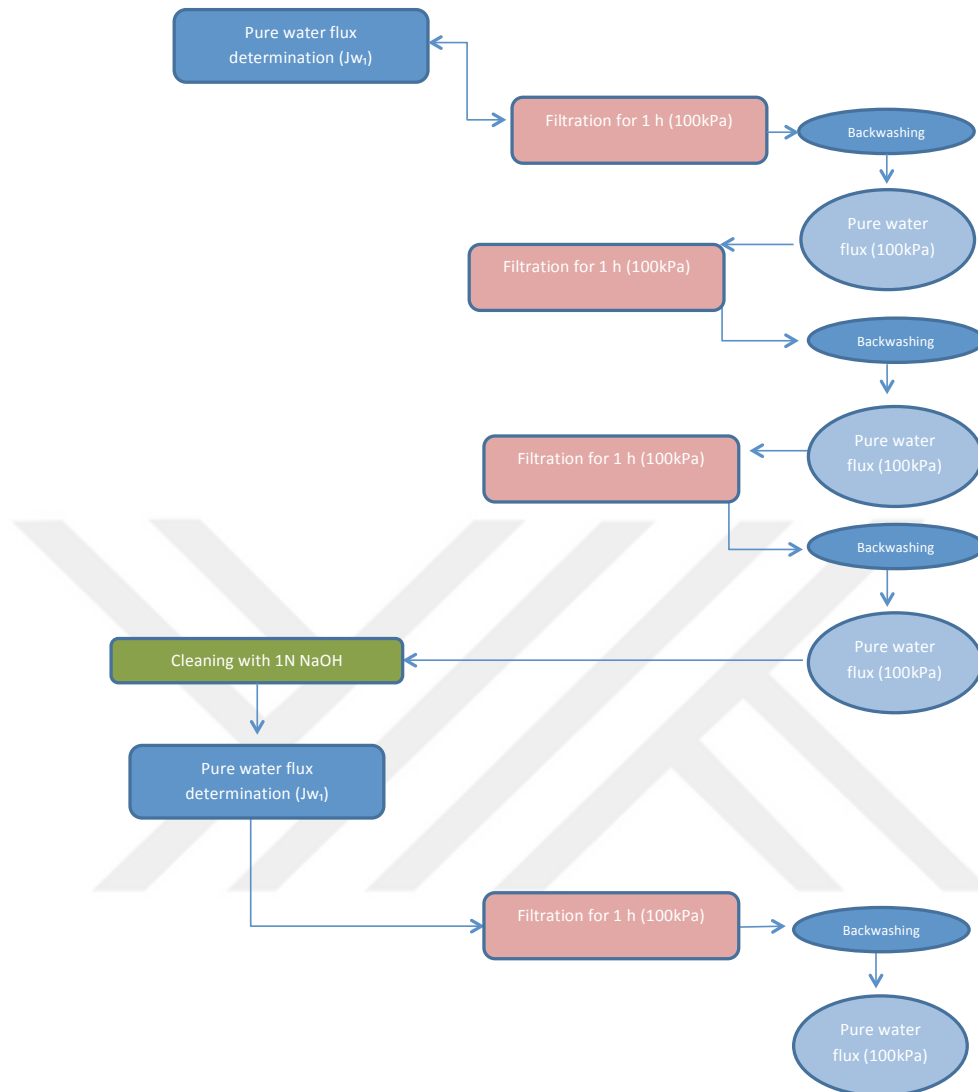 Pure water flux
determination (Jw₁)
Filtration for 1 h (100kPa)
Backwashing
Pure water
flux (100kPa)
Filtration for 1 h (100kPa)
Backwashing
Pure water
flux (100kPa)
Filtration for 1 h (100kPa)
Backwashing
Pure water
flux (100kPa)
Cleaning with 1N NaOH
Pure water flux
determination (Jw₁)
Filtration for 1 h (100kPa)
Backwashing
Pure water
flux (100kPa)